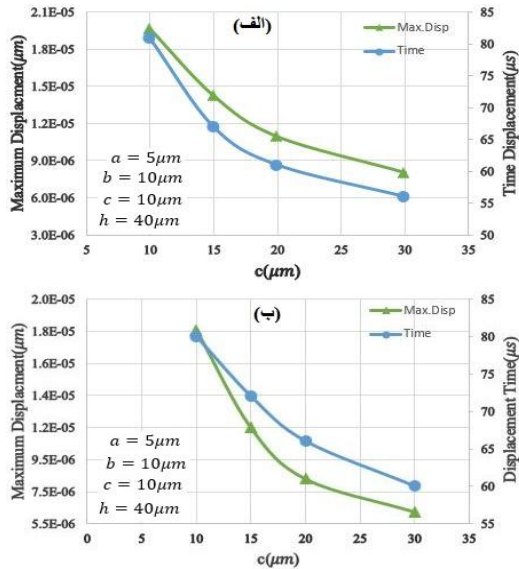 (الف)
2.1E-05
1.8E-05
1.5E-05
1.2E-05
9.0E-06
6.0E-06
3.0E-06
Maximum Displacment(μm)
85
80
75
70
65
60
55
50
Time Displacement(μs)
Max.Disp
Time
a = 5μm
b = 10μm
c = 10μm
h = 40μm
5 10 15 20 25 30 35
c(μm)
(ب)
2.0E-05
1.8E-05
1.5E-05
1.2E-05
9.5E-06
7.5E-06
5.5E-06
Maximum Displacment(μm)
85
80
75
70
65
60
55
Displacement Time(μs)
Max.Disp
Time
a = 5μm
b = 10μm
c = 10μm
h = 40μm
0 5 10 15 20 25 30 35
c(μm)